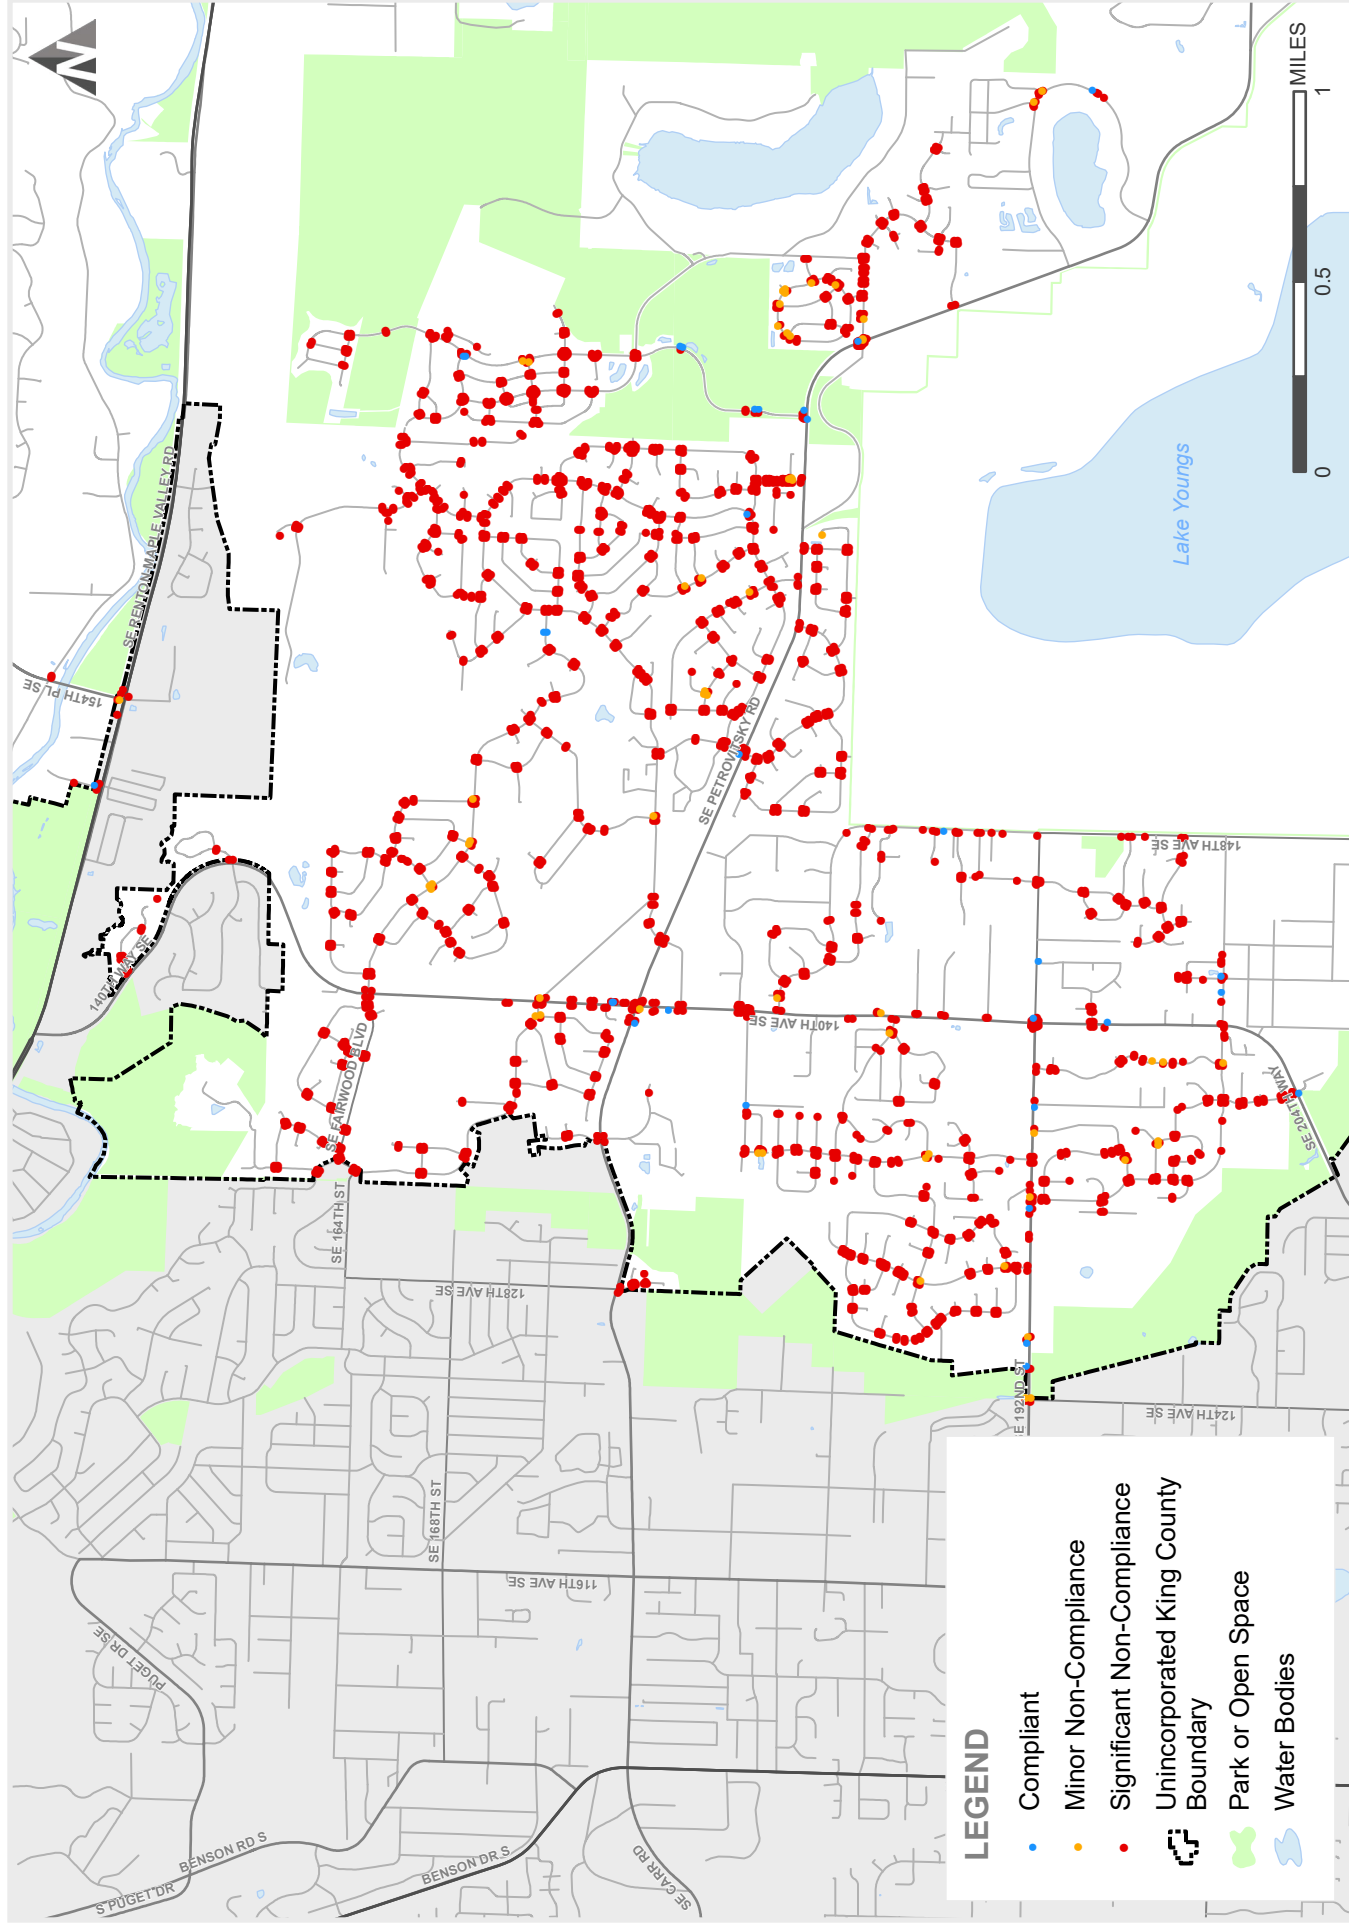 N
SE RENTON MAPLE VALLEY RD
154TH PL SE
140TH WAY SE
SE FAIRWOOD BLVD
SE 164TH ST
128TH AVE SE
SE 168TH ST
116TH AVE SE
PUGET DR SE
BENSON RD S
S PUGET DR
BENSON DR S
SE CARR RD
SE PETROVITSKY RD
140TH AVE SE
148TH AVE SE
SE 192ND ST
124TH AVE SE
SE 204TH WAY
Lake Youngs
0
0.5
1
MILES
LEGEND
Compliant
Minor Non-Compliance
Significant Non-Compliance
Unincorporated King County
Boundary
Park or Open Space
Water Bodies